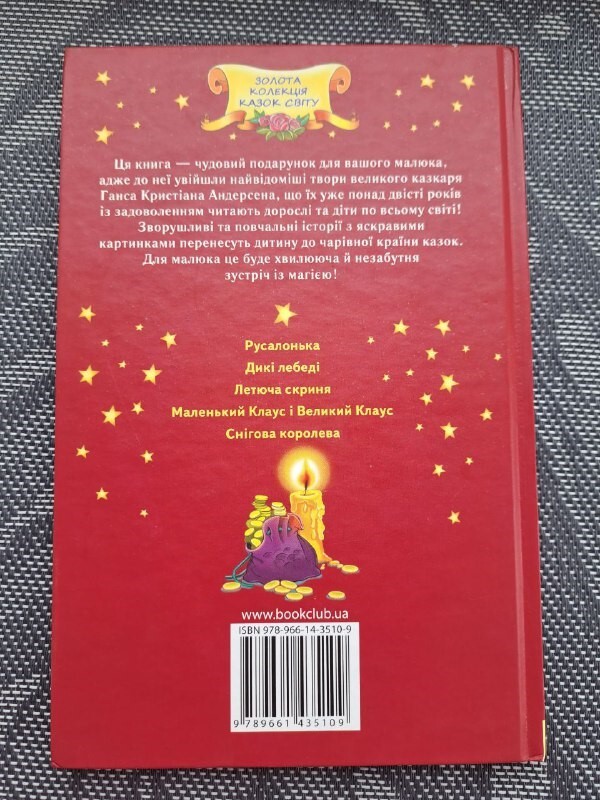 ЗОЛОТА
КОЛЕКЦІЯ
КАЗОК СВІТУ
Ця книга — чудовий подарунок для вашого малюка,
адже до неї увійшли найвідоміші твори великого казкаря
Ганса Крістіана Андерсена, що їх уже понад двісті років
із задоволенням читають дорослі та діти по всьому світі!
Зворушливі та повчальні історії з яскравими
картинками перенесуть дитину до чарівної країни казок.
Для малюка це буде хвилююча й незабутня
зустріч із магією!
Русалонька
Дикі лебеді
Летюча скриня
Маленький Клаус і Великий Клаус
Снігова королева
www.bookclub.ua
ISBN 978-966-14-3510-9
9 789661 435109